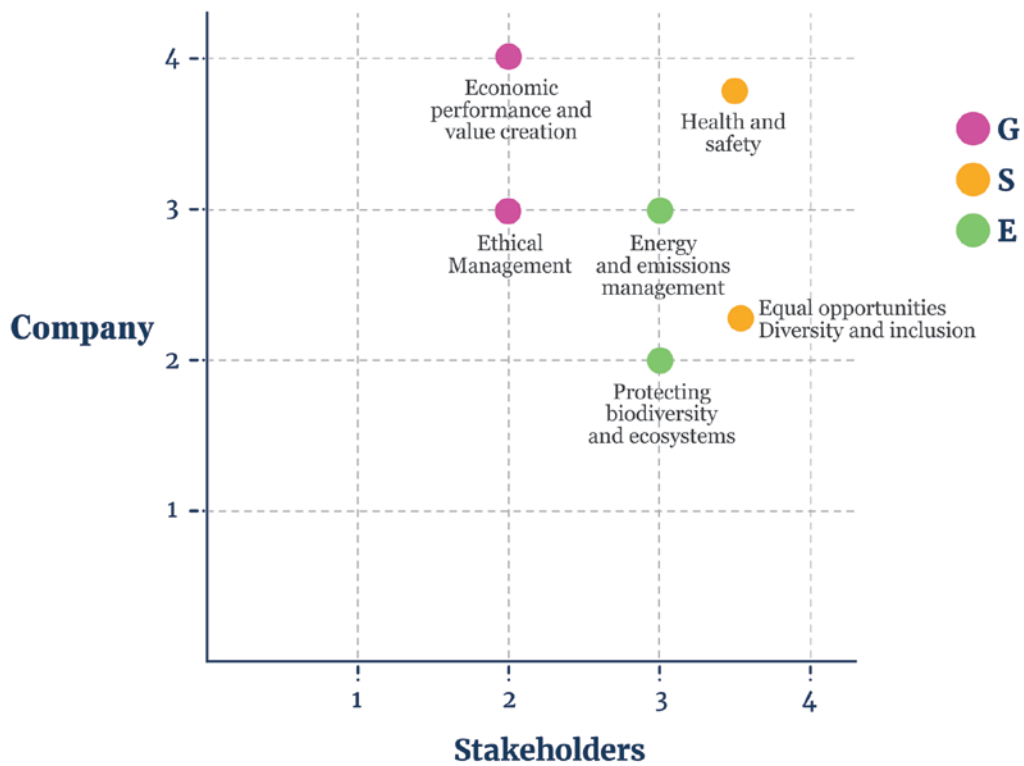 4
Economic
performance and
value creation
Health and
safety
G
S
E
3
Ethical
Management
Energy
and emissions
management
Company
Equal opportunities
Diversity and inclusion
2
Protecting
biodiversity
and ecosystems
1
1
2
3
4
Stakeholders